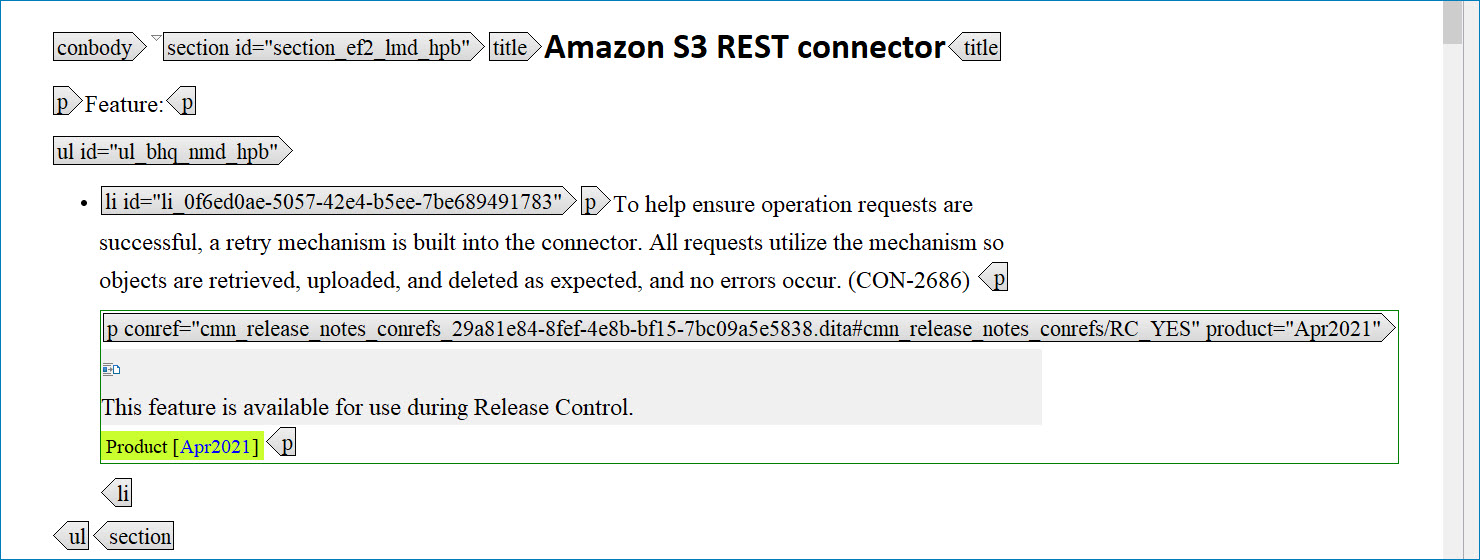 conbody section id="section_ef2_lmd_hpb" title Amazon S3 REST connector title
p Feature: p
ul id="ul_bhq_nmd_hpb"
• li id="li_0f6ed0ae-5057-42e4-b5ee-7be689491783" p To help ensure operation requests are
successful, a retry mechanism is built into the connector. All requests utilize the mechanism so
objects are retrieved, uploaded, and deleted as expected, and no errors occur. (CON-2686) p
p conref="cmn_release_notes_conrefs_29a81e84-8fef-4e8b-bf15-7bc09a5e5838.dita#cmn_release_notes_conrefs/RC_YES" product="Apr2021"
This feature is available for use during Release Control.
Product [Apr2021] p
li
ul section